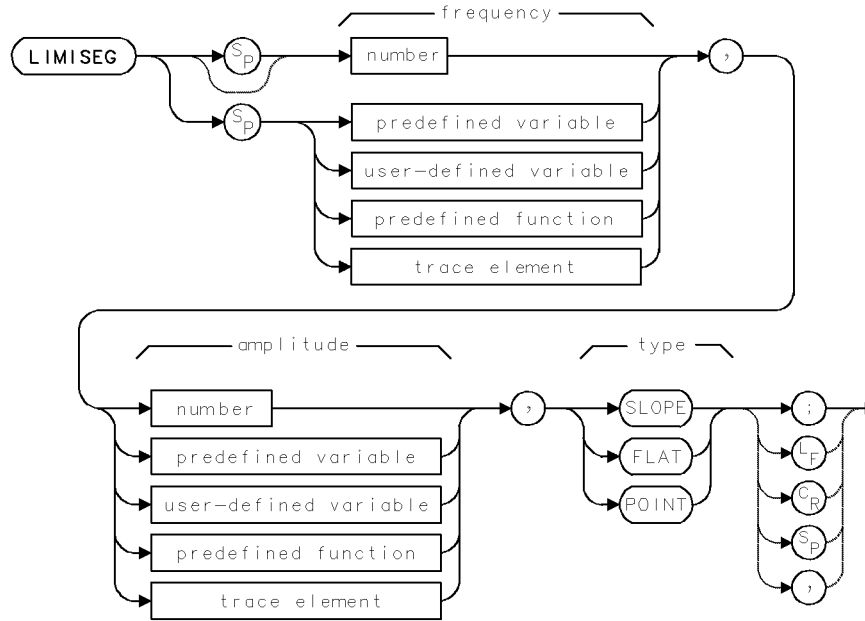 frequency
LIMISEG
SP
number
,
SP
predefined variable
user-defined variable
predefined function
trace element
amplitude
type
number
,
SLOPE
;
predefined variable
FLAT
LF
user-defined variable
POINT
CR
predefined function
SP
trace element
,